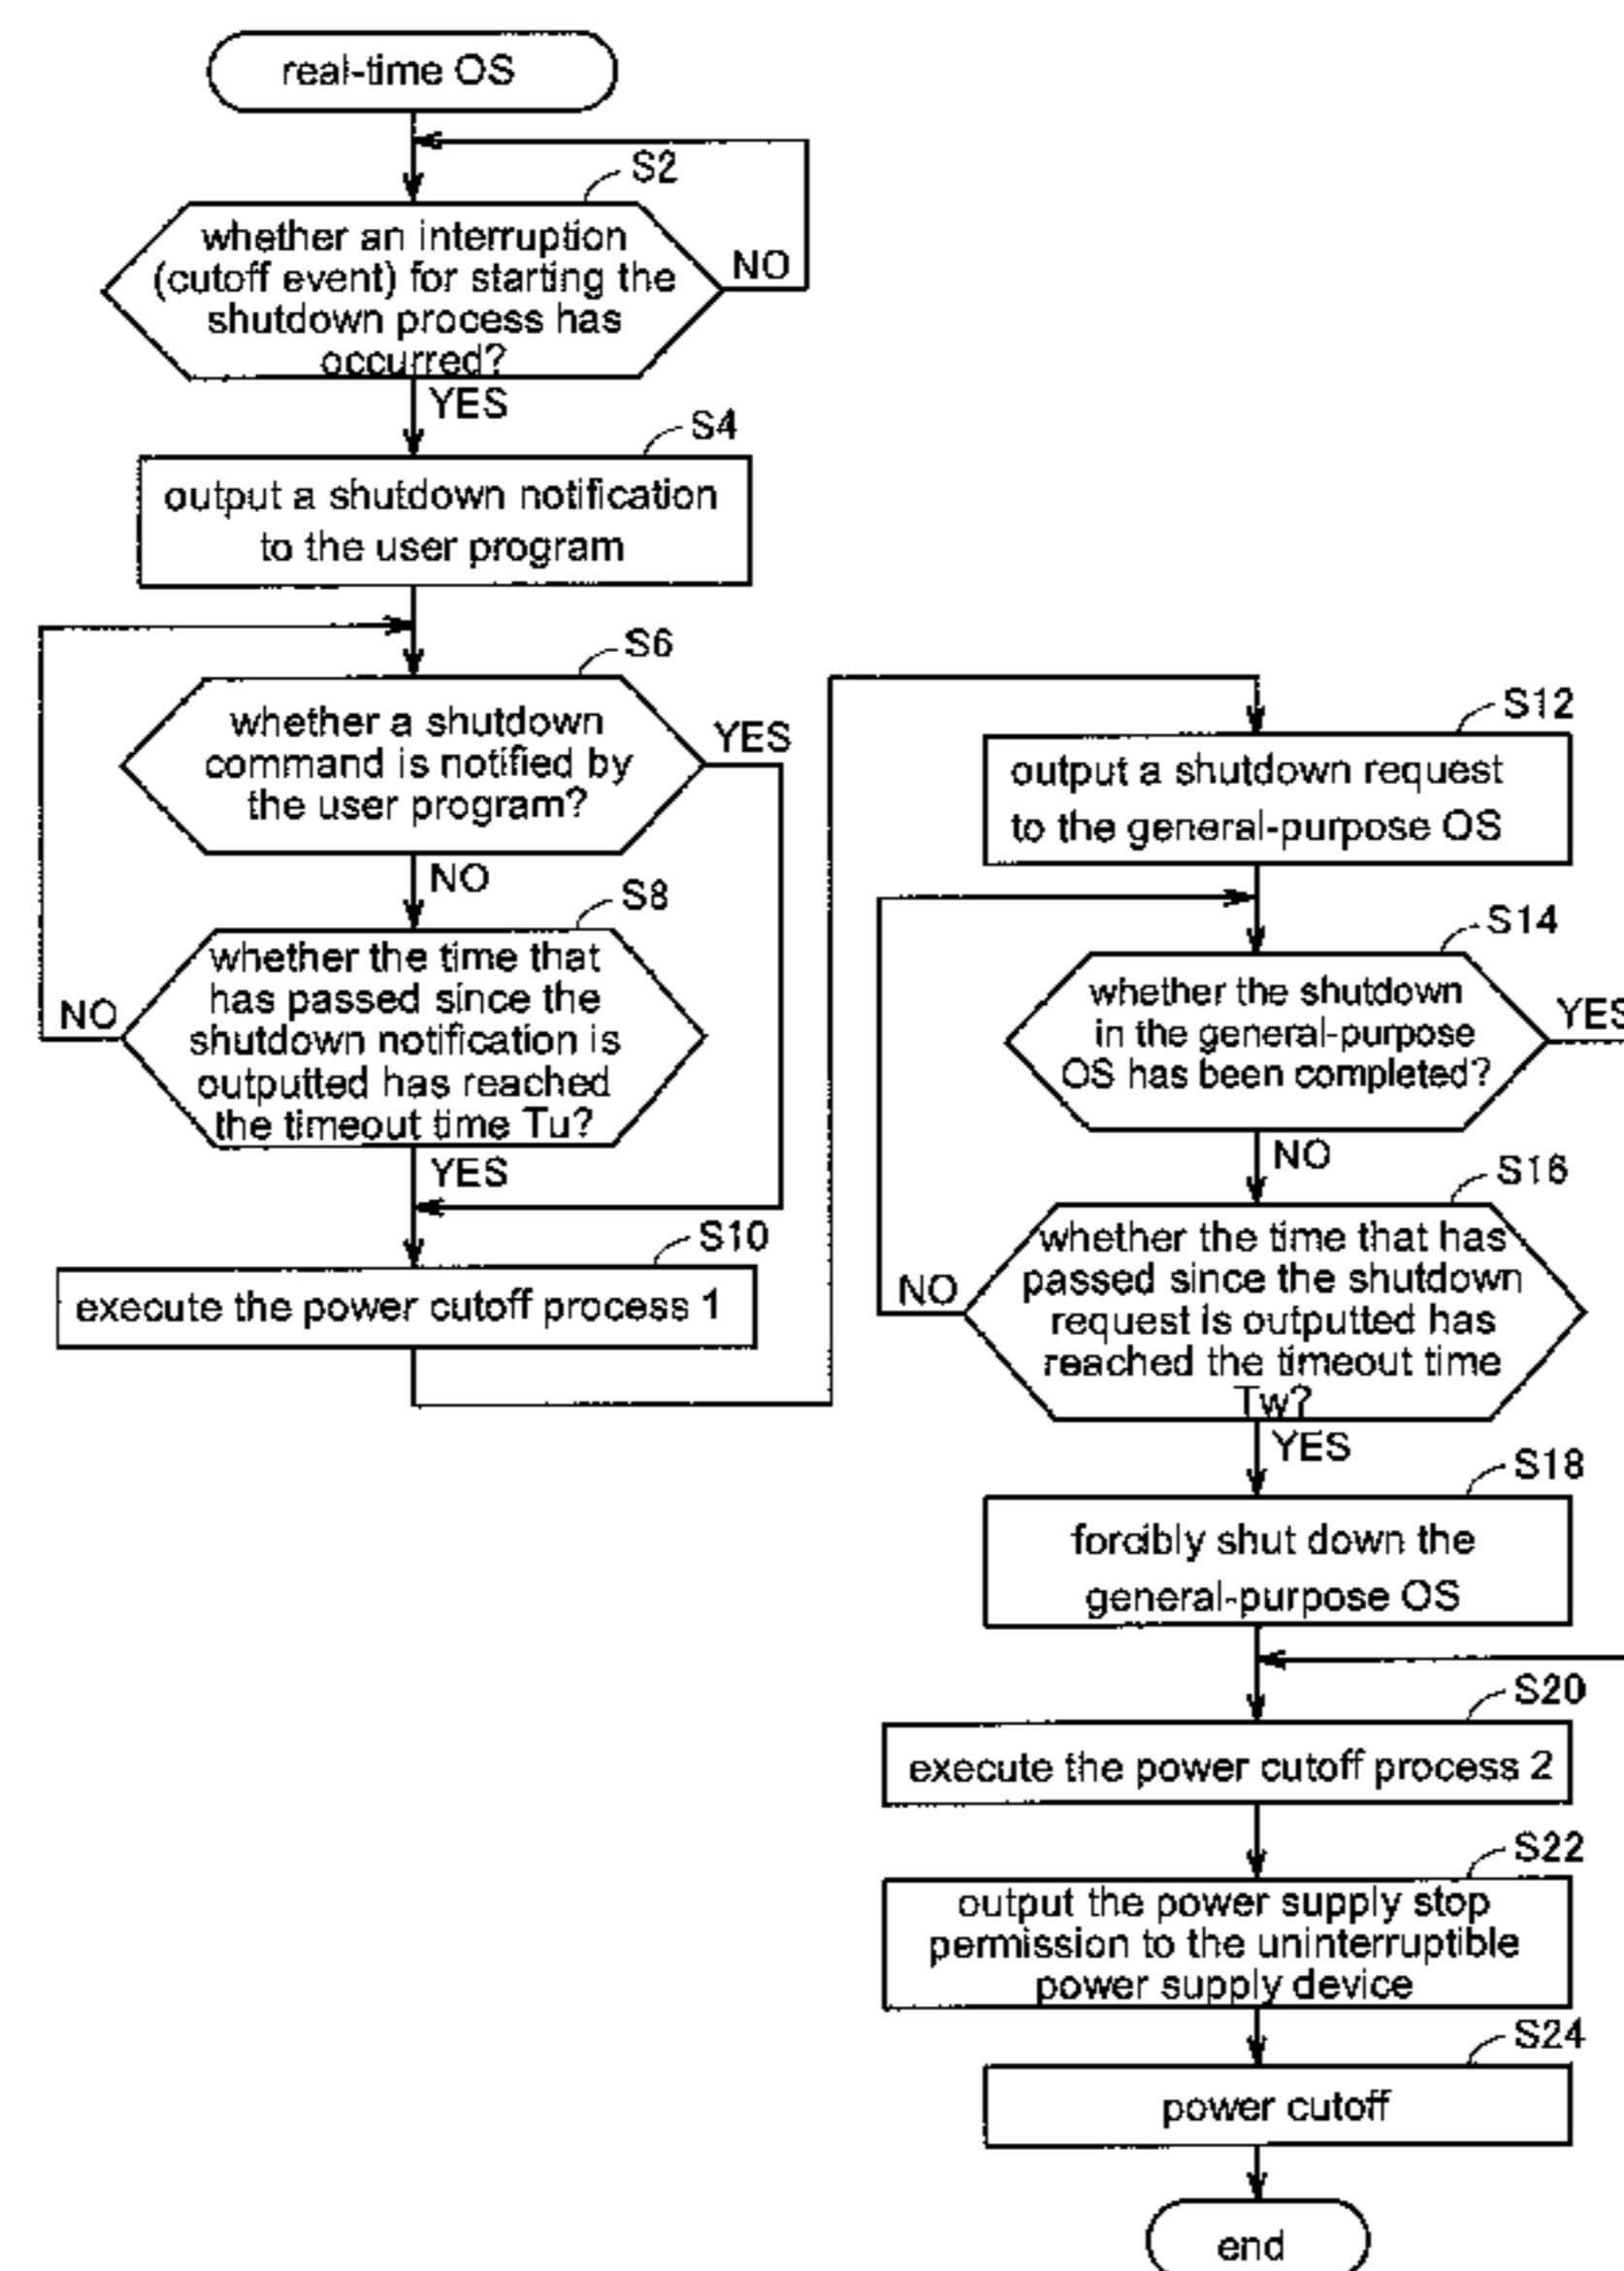 real-time OS
S2
whether an interruption
(cutoff event) for starting the
shutdown process has
occurred?
NO
YES
S4
output a shutdown notification
to the user program
S6
whether a shutdown
command is notified by
the user program?
YES
NO
S8
whether the time that
has passed since the
shutdown notification is
outputted has reached
the timeout time Tu?
NO
YES
S10
execute the power cutoff process 1
S12
output a shutdown request
to the general-purpose OS
S14
whether the shutdown
in the general-purpose
OS has been completed?
YES
NO
S16
whether the time that has
passed since the shutdown
request is outputted has
reached the timeout time
Tw?
NO
YES
S18
forcibly shut down the
general-purpose OS
S20
execute the power cutoff process 2
S22
output the power supply stop
permission to the uninterruptible
power supply device
S24
power cutoff
end